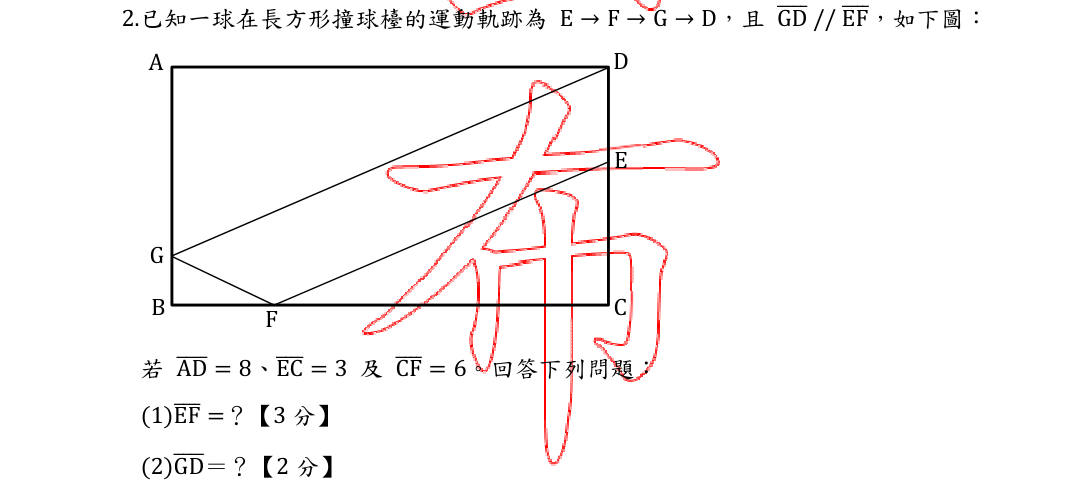 2.已知一球在長方形撞球檯的運動軌跡為 E → F → G → D，且 GD // EF，如下圖：
A
D
E
G
B
F
C
布
若 AD = 8、EC = 3 及 CF = 6。回答下列問題：
(1)EF =？【3 分】
(2)GD＝？【2 分】